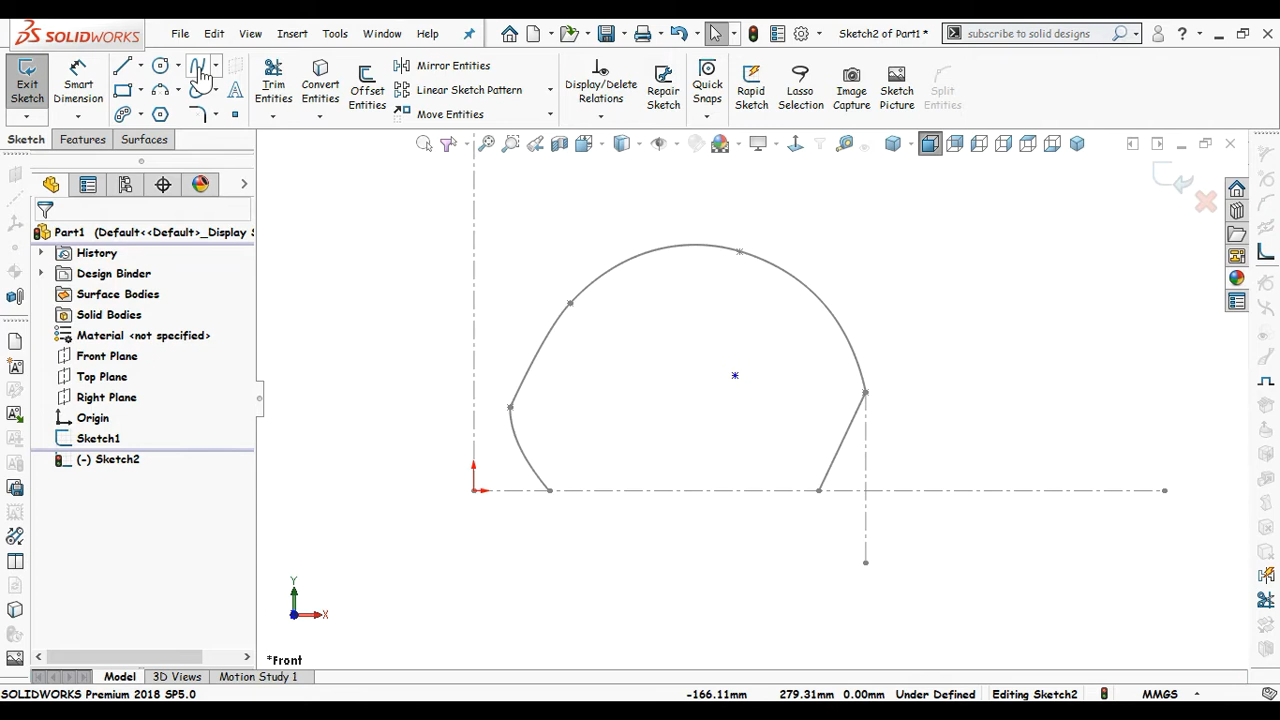 SOLIDWORKS
File Edit View Insert Tools Window Help
Sketch2 of Part1 *
subscribe to solid designs
Exit Sketch
Smart Dimension
Trim Entities
Convert Entities
Offset Entities
Mirror Entities
Linear Sketch Pattern
Move Entities
Display/Delete Relations
Repair Sketch
Quick Snaps
Rapid Sketch
Lasso Selection
Image Capture
Sketch Picture
Split Entities
Sketch Features Surfaces
Part1 (Default<<Default>_Display S
History
Design Binder
Surface Bodies
Solid Bodies
Material <not specified>
Front Plane
Top Plane
Right Plane
Origin
Sketch1
(-) Sketch2
Y
X
*Front
Model 3D Views Motion Study 1
SOLIDWORKS Premium 2018 SP5.0
-166.11mm 279.31mm 0.00mm Under Defined Editing Sketch2 MMGS